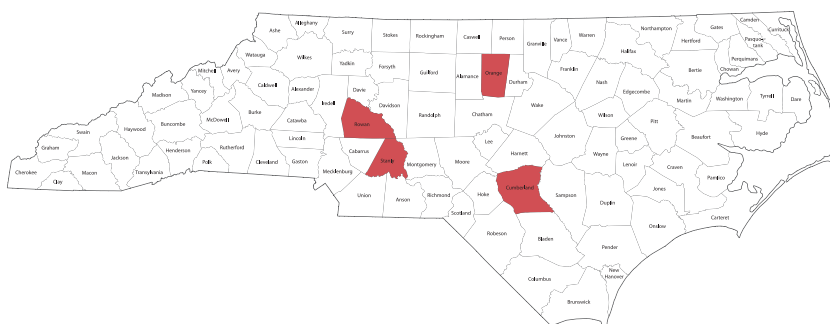 Alleghany
Ashe
Surry
Stokes
Rockingham
Caswell
Person
Granville
Vance
Warren
Northampton
Gates
Camden
Currituck
Pasquo-
tank
Perquimans
Chowan
Hertford
Halifax
Watauga
Wilkes
Yadkin
Forsyth
Guilford
Alamance
Orange
Durham
Franklin
Nash
Edgecombe
Bertie
Martin
Washington
Tyrrell
Dare
Mitchell
Avery
Yancey
Madison
Caldwell
Alexander
Iredell
Davie
Davidson
Randolph
Chatham
Wake
Wilson
Pitt
Beaufort
Hyde
Buncombe
McDowell
Burke
Catawba
Rowan
Haywood
Swain
Graham
Jackson
Henderson
Rutherford
Polk
Cleveland
Lincoln
Gaston
Cabarrus
Mecklenburg
Stanly
Montgomery
Moore
Lee
Harnett
Johnston
Wayne
Greene
Lenoir
Craven
Pamlico
Cherokee
Clay
Macon
Transylvania
Union
Anson
Richmond
Scotland
Hoke
Cumberland
Sampson
Duplin
Jones
Onslow
Carteret
Robeson
Bladen
Pender
New
Hanover
Columbus
Brunswick